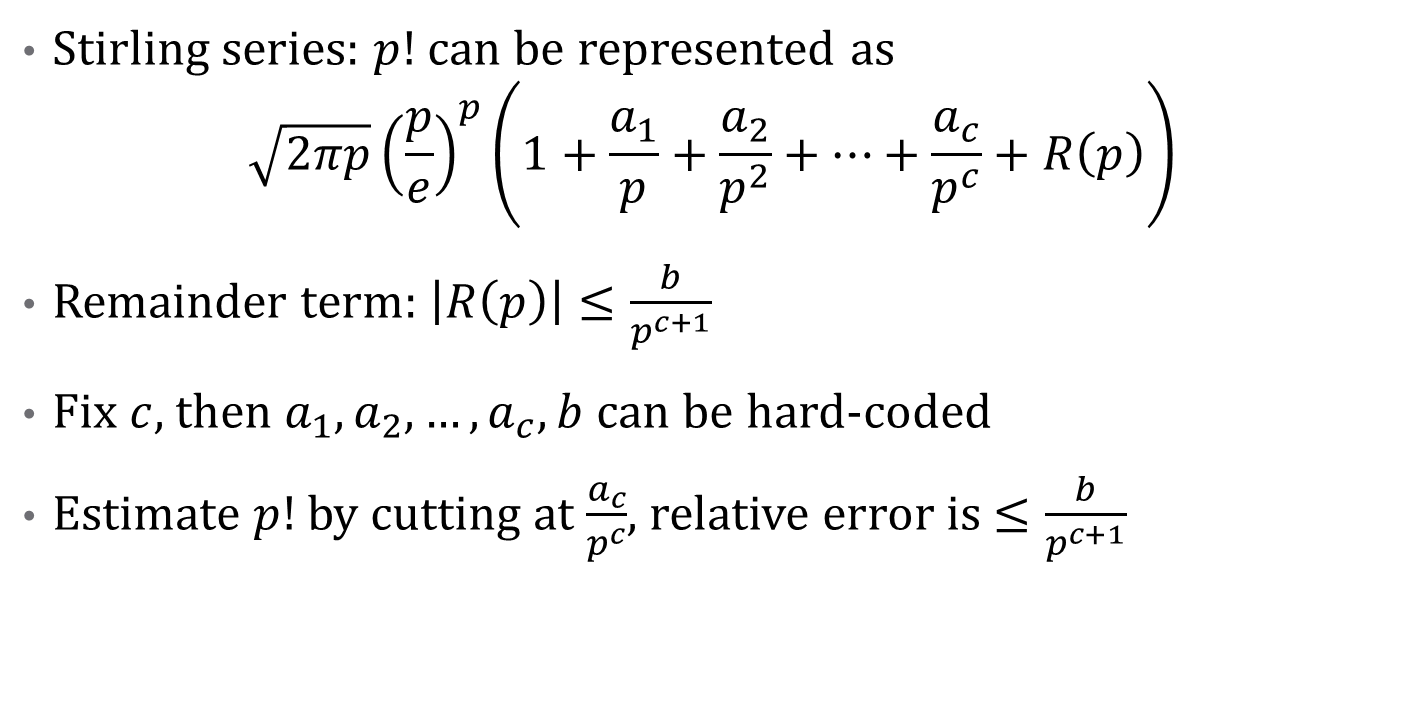 • Stirling series: p! can be represented as
√(2πp) (p/e)^p (1 + a₁/p + a₂/p² + ⋯ + a_c/p^c + R(p))
• Remainder term: |R(p)| ≤ b/p^(c+1)
• Fix c, then a₁, a₂, … , a_c, b can be hard-coded
• Estimate p! by cutting at a_c/p^c, relative error is ≤ b/p^(c+1)